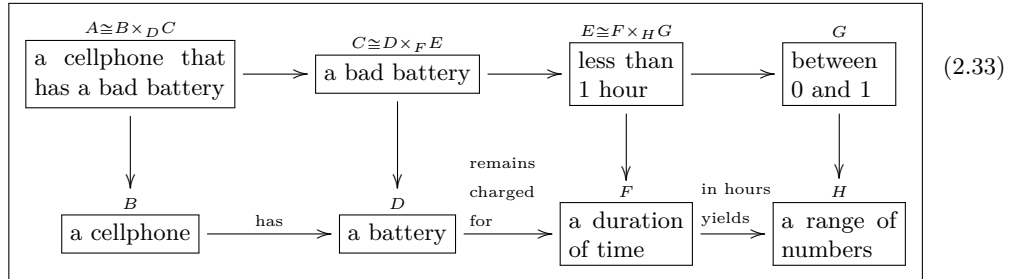 A≅B×_D C
a cellphone that
has a bad battery
C≅D×_F E
a bad battery
E≅F×_H G
less than
1 hour
G
between
0 and 1
(2.33)
B
a cellphone
has
D
a battery
remains
charged
for
F
a duration
of time
in hours
yields
H
a range of
numbers